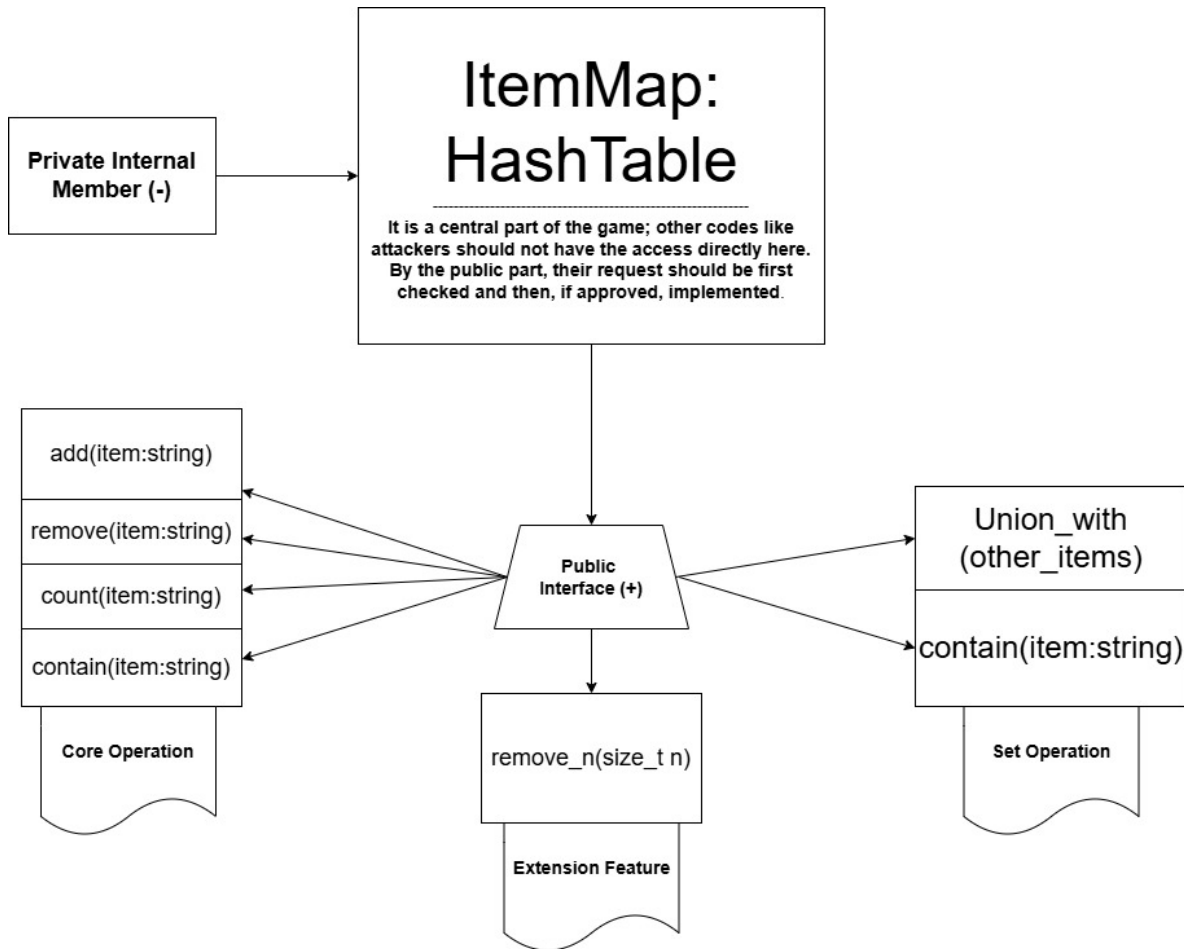 ItemMap:
HashTable
------------------------------------------------------------
It is a central part of the game; other codes like
attackers should not have the access directly here.
By the public part, their request should be first
checked and then, if approved, implemented.
Private Internal
Member (-)
add(item:string)
remove(item:string)
count(item:string)
contain(item:string)
Core Operation
Public
Interface (+)
remove_n(size_t n)
Extension Feature
Union_with
(other_items)
contain(item:string)
Set Operation